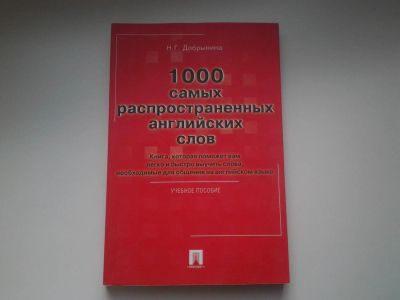 Н. Г. Добрынина
1000
самых
распространенных
английских
слов
Книга, которая поможет вам
легко и быстро выучить слова,
необходимые для общения на английском языке
УЧЕБНОЕ ПОСОБИЕ